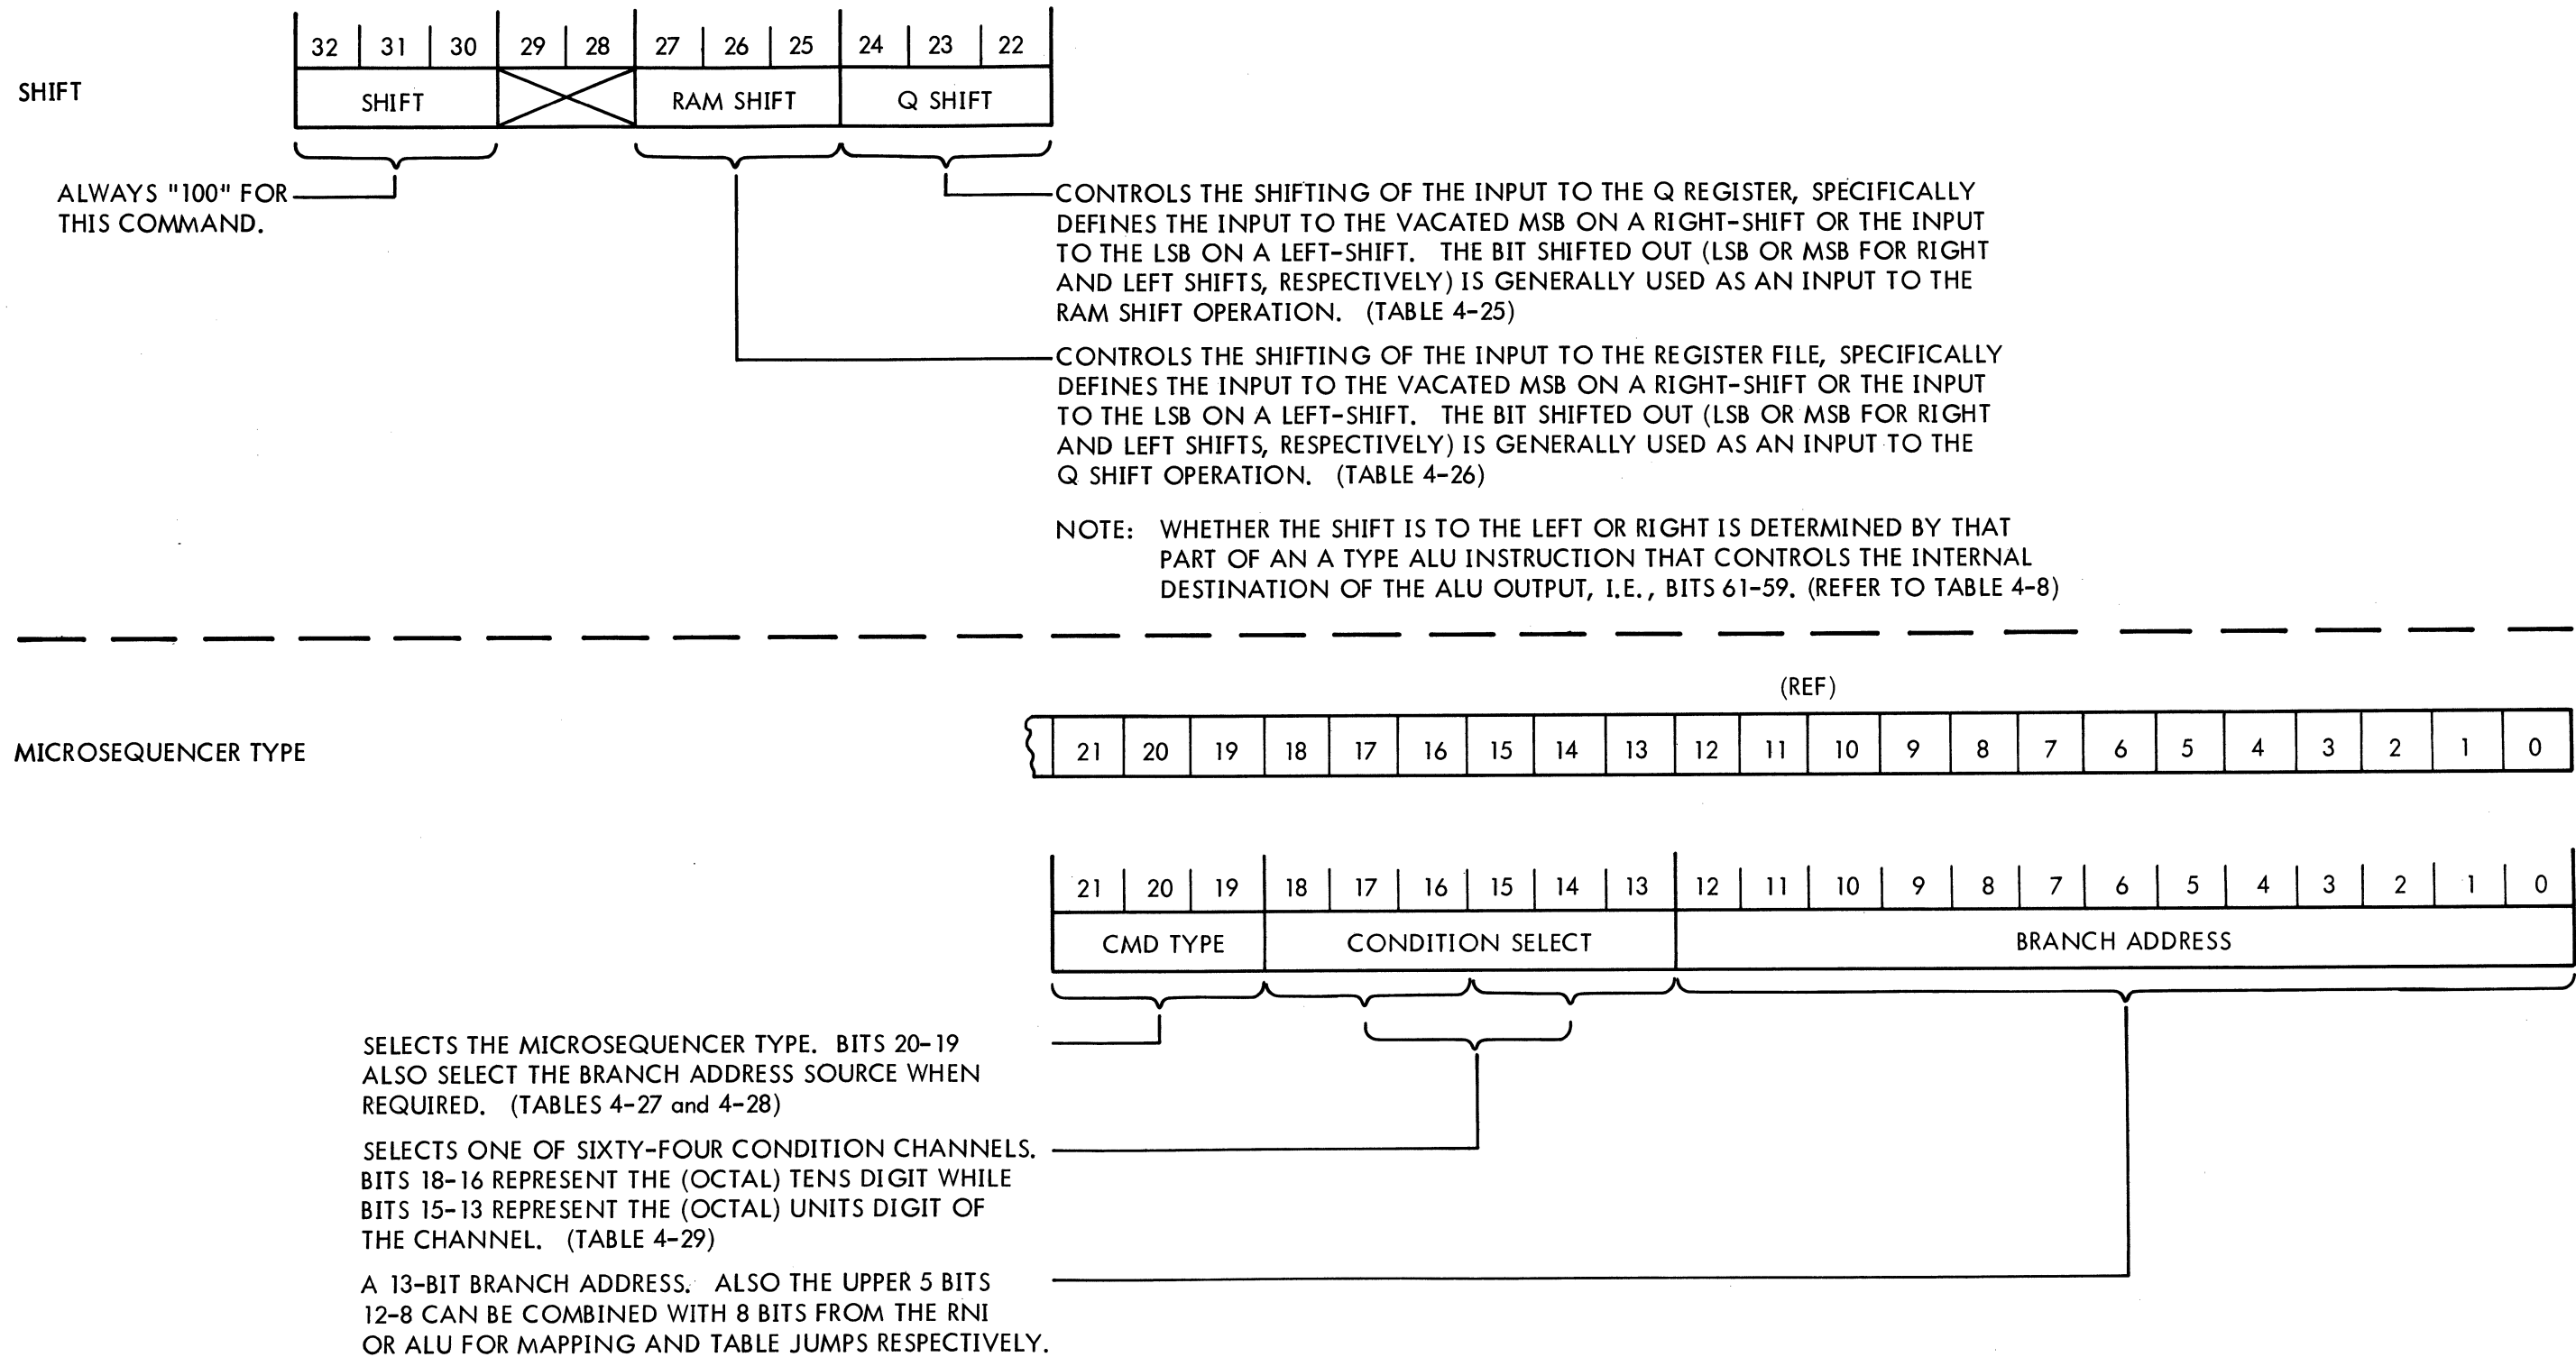 32 31 30 29 28 27 26 25 24 23 22
SHIFT
SHIFT RAM SHIFT Q SHIFT
ALWAYS "100" FOR
THIS COMMAND.
CONTROLS THE SHIFTING OF THE INPUT TO THE Q REGISTER, SPECIFICALLY
DEFINES THE INPUT TO THE VACATED MSB ON A RIGHT-SHIFT OR THE INPUT
TO THE LSB ON A LEFT-SHIFT. THE BIT SHIFTED OUT (LSB OR MSB FOR RIGHT
AND LEFT SHIFTS, RESPECTIVELY) IS GENERALLY USED AS AN INPUT TO THE
RAM SHIFT OPERATION. (TABLE 4-25)
CONTROLS THE SHIFTING OF THE INPUT TO THE REGISTER FILE, SPECIFICALLY
DEFINES THE INPUT TO THE VACATED MSB ON A RIGHT-SHIFT OR THE INPUT
TO THE LSB ON A LEFT-SHIFT. THE BIT SHIFTED OUT (LSB OR MSB FOR RIGHT
AND LEFT SHIFTS, RESPECTIVELY) IS GENERALLY USED AS AN INPUT TO THE
Q SHIFT OPERATION. (TABLE 4-26)
NOTE: WHETHER THE SHIFT IS TO THE LEFT OR RIGHT IS DETERMINED BY THAT
PART OF AN A TYPE ALU INSTRUCTION THAT CONTROLS THE INTERNAL
DESTINATION OF THE ALU OUTPUT, I.E., BITS 61-59. (REFER TO TABLE 4-8)
(REF)
MICROSEQUENCER TYPE
21 20 19 18 17 16 15 14 13 12 11 10 9 8 7 6 5 4 3 2 1 0
21 20 19 18 17 16 15 14 13 12 11 10 9 8 7 6 5 4 3 2 1 0
CMD TYPE CONDITION SELECT BRANCH ADDRESS
SELECTS THE MICROSEQUENCER TYPE. BITS 20-19
ALSO SELECT THE BRANCH ADDRESS SOURCE WHEN
REQUIRED. (TABLES 4-27 and 4-28)
SELECTS ONE OF SIXTY-FOUR CONDITION CHANNELS.
BITS 18-16 REPRESENT THE (OCTAL) TENS DIGIT WHILE
BITS 15-13 REPRESENT THE (OCTAL) UNITS DIGIT OF
THE CHANNEL. (TABLE 4-29)
A 13-BIT BRANCH ADDRESS. ALSO THE UPPER 5 BITS
12-8 CAN BE COMBINED WITH 8 BITS FROM THE RNI
OR ALU FOR MAPPING AND TABLE JUMPS RESPECTIVELY.